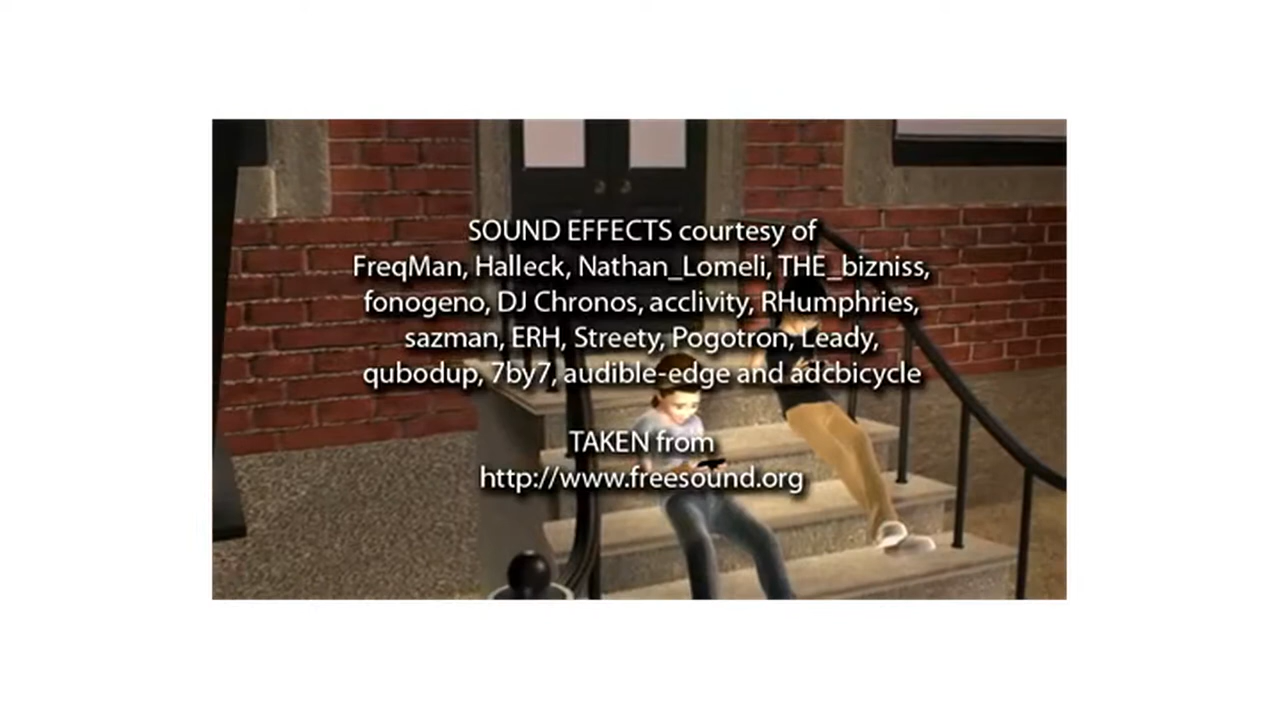 SOUND EFFECTS courtesy of
FreqMan, Halleck, Nathan_Lomeli, THE_bizniss,
fonogeno, DJ Chronos, acclivity, RHumphries,
sazman, ERH, Streety, Pogotron, Leady,
qubodup, 7by7, audible-edge and adcbicycle
TAKEN from
http://www.freesound.org